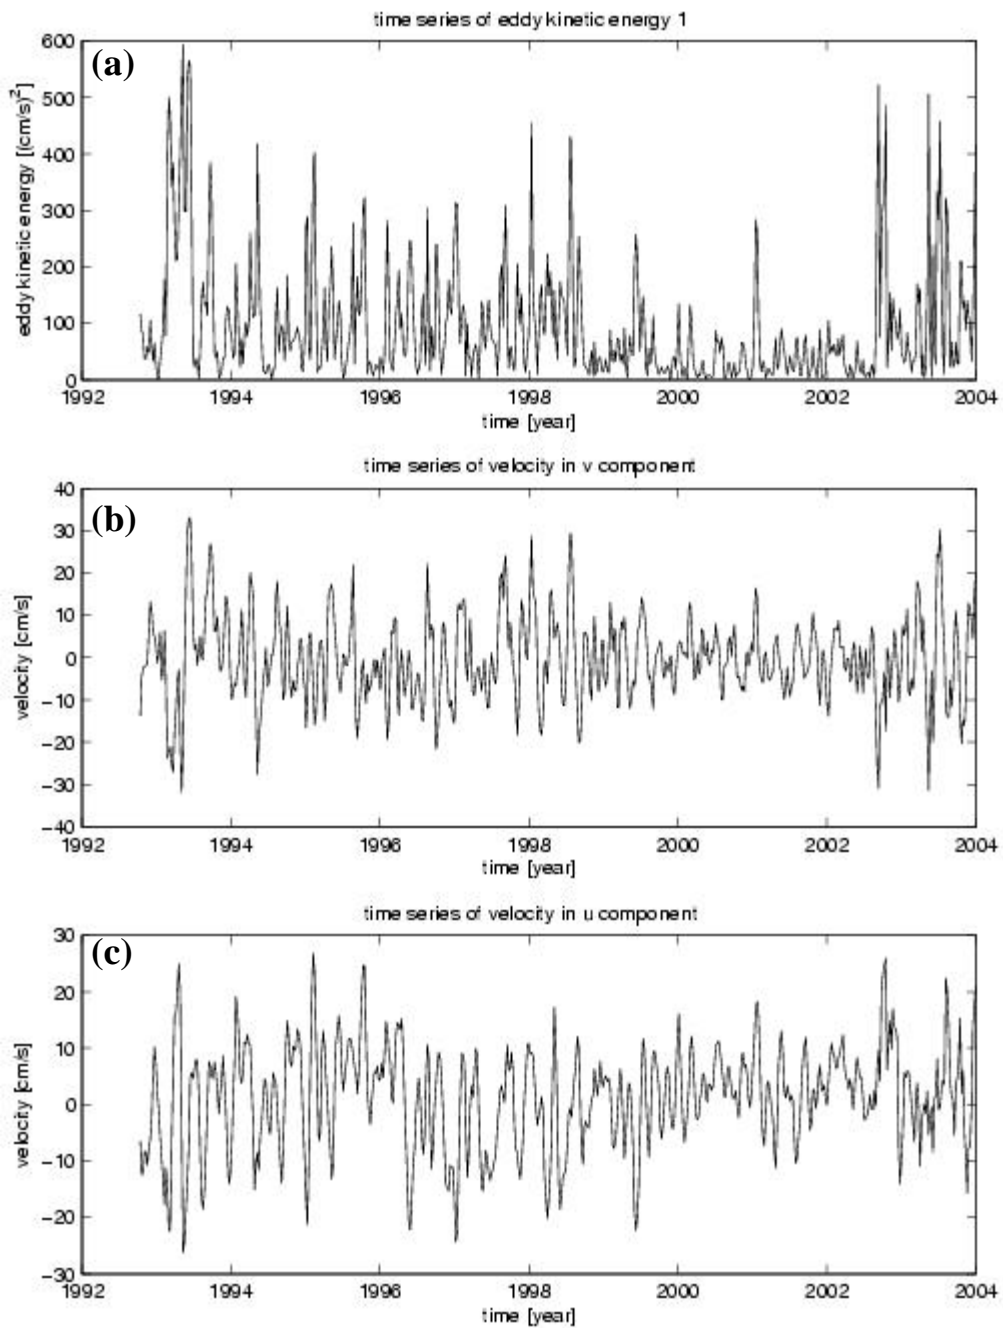 time series of eddy kinetic energy 1
(a)
600
500
400
300
200
100
0
eddy kinetic energy [(cm/s)²]
1992 1994 1996 1998 2000 2002 2004
time [year]
time series of velocity in v component
(b)
40
30
20
10
0
−10
−20
−30
−40
velocity [cm/s]
1992 1994 1996 1998 2000 2002 2004
time [year]
time series of velocity in u component
(c)
30
20
10
0
−10
−20
−30
velocity [cm/s]
1992 1994 1996 1998 2000 2002 2004
time [year]